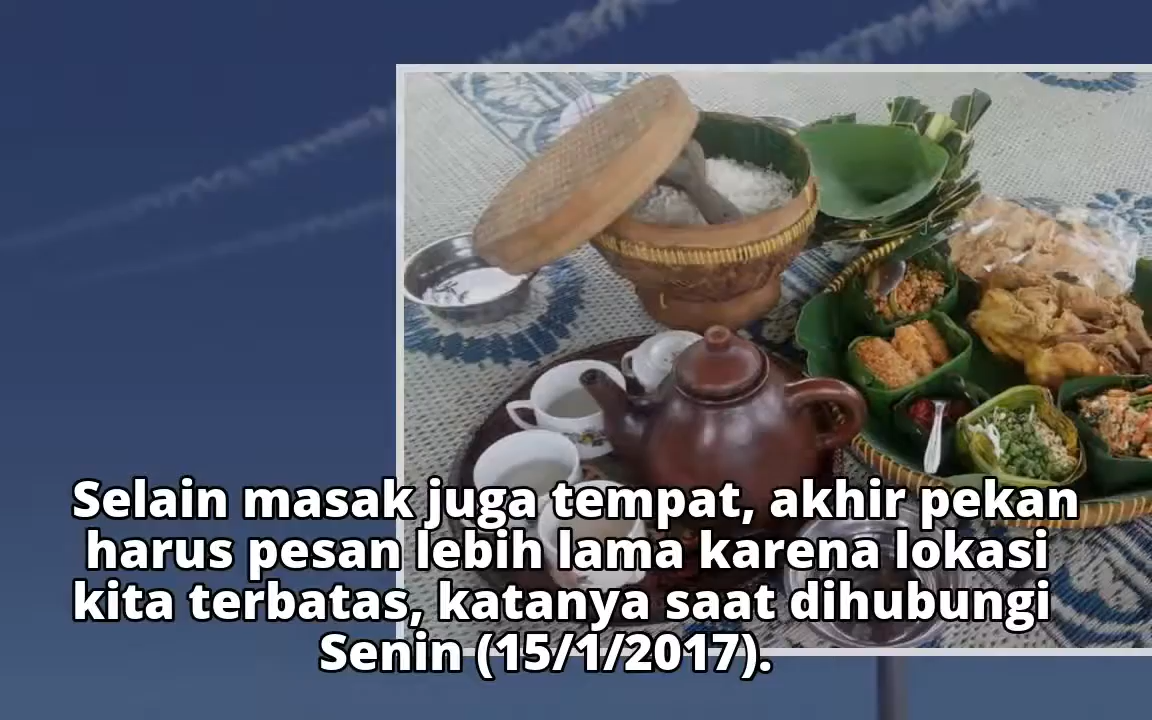 Selain masak juga tempat, akhir pekan
harus pesan lebih lama karena lokasi
kita terbatas, katanya saat dihubungi
Senin (15/1/2017).